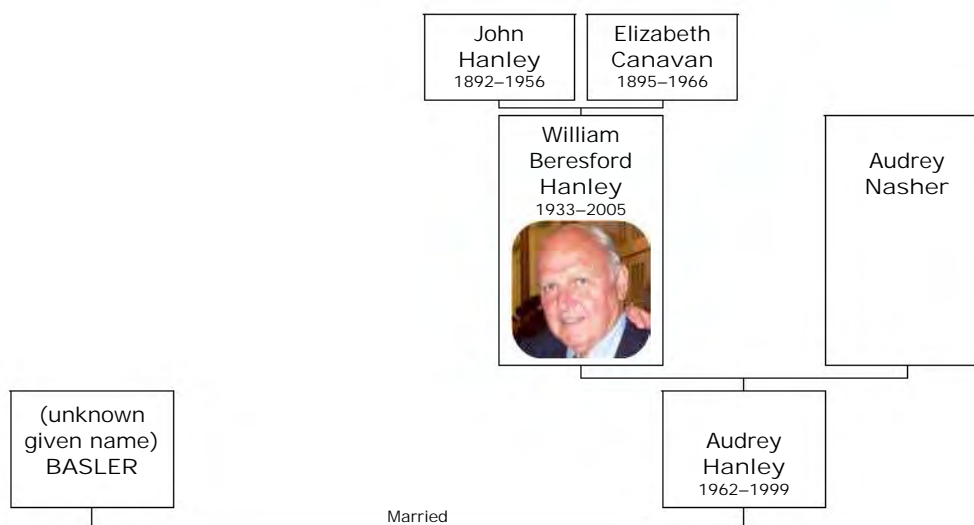 John
Hanley
1892–1956
Elizabeth
Canavan
1895–1966
William
Beresford
Hanley
1933–2005
Audrey
Nasher
(unknown
given name)
BASLER
Audrey
Hanley
1962–1999
Married